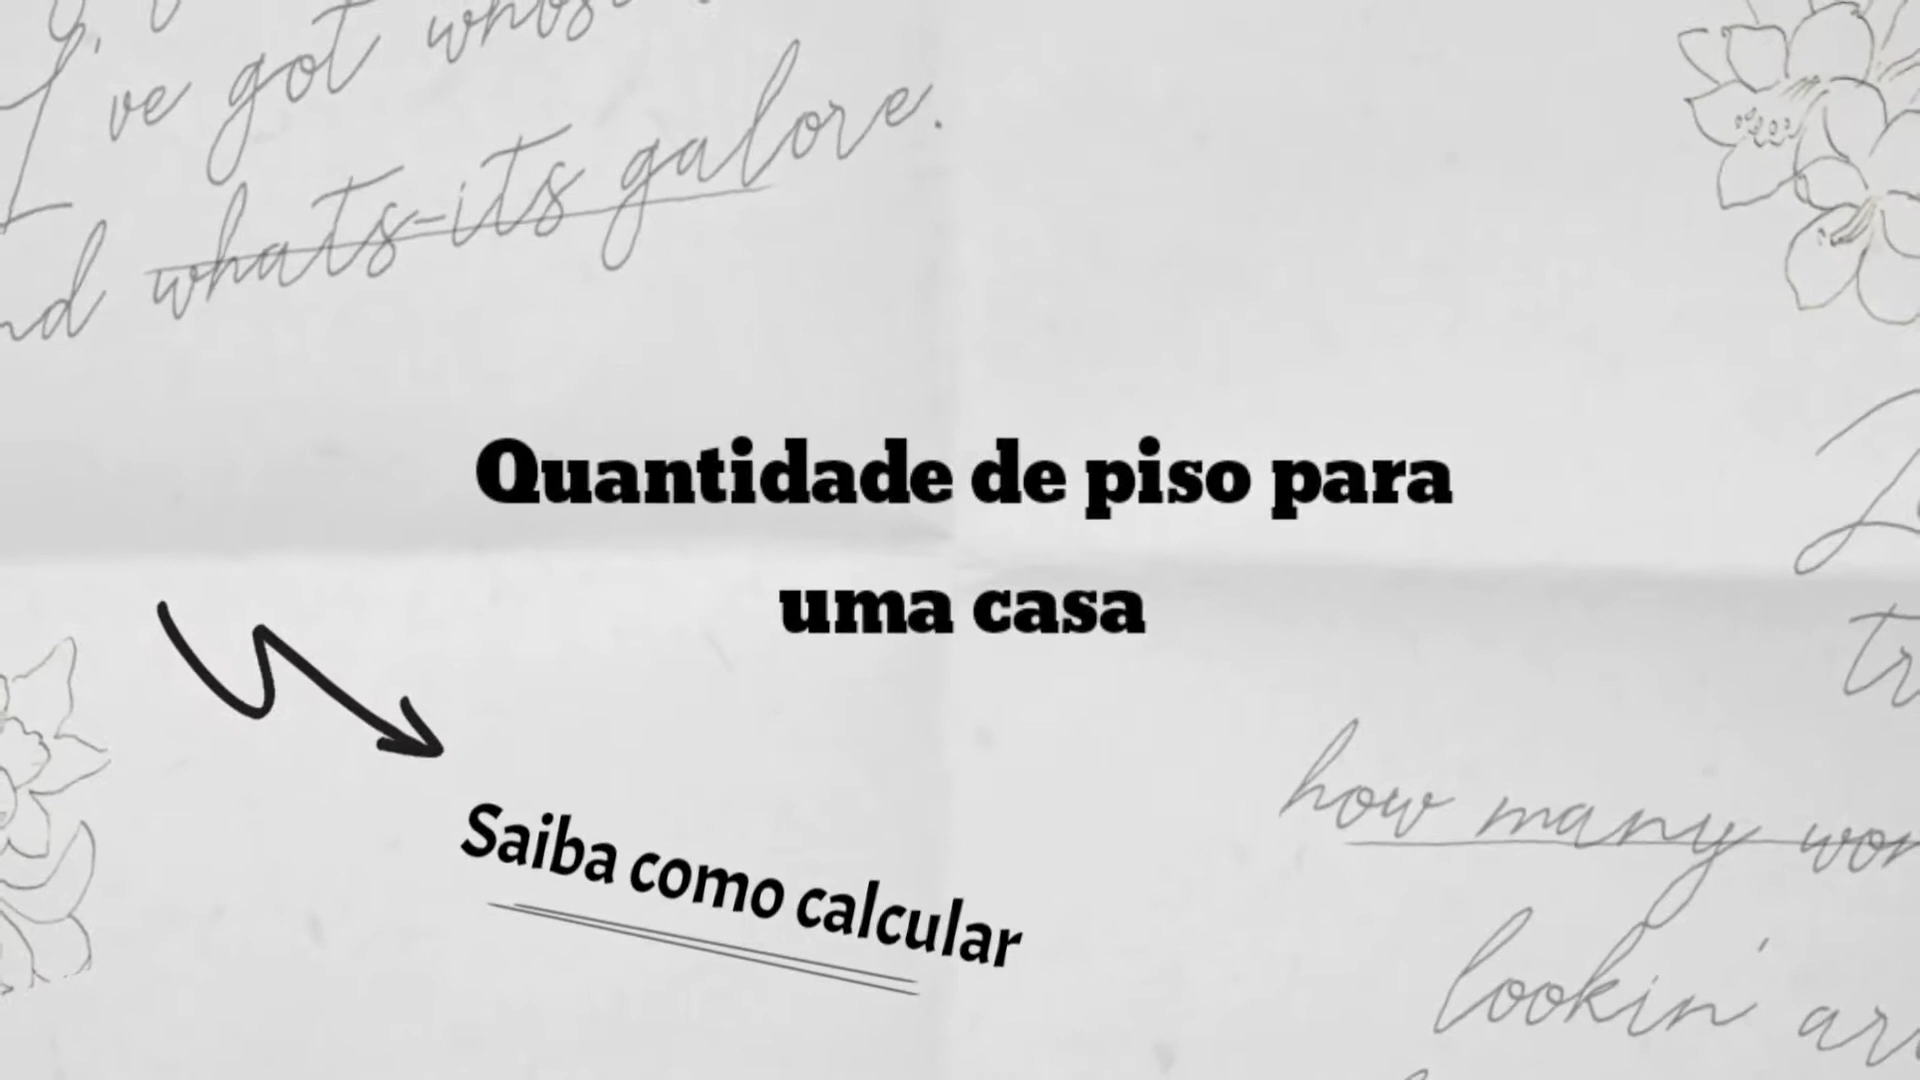 I've got whos
nd whats-its galore.
Quantidade de piso para
uma casa
tr
how many wo
Saiba como calcular
lookin' ar